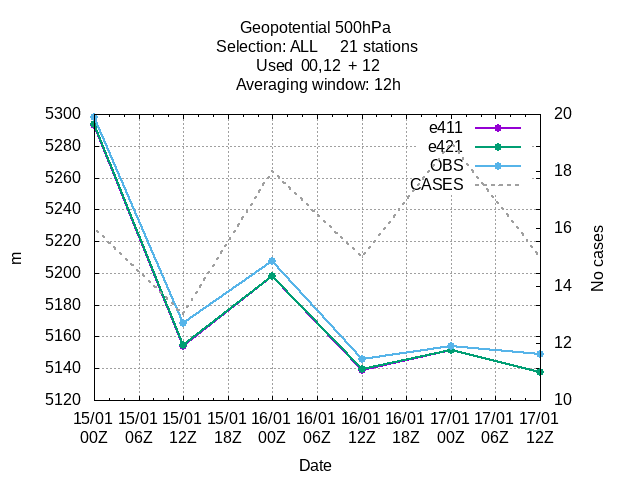 Geopotential 500hPa
Selection: ALL 21 stations
Used 00,12 + 12
Averaging window: 12h
e411
e421
OBS
CASES
5300
5280
5260
5240
5220
5200
5180
5160
5140
5120
m
20
18
16
14
12
10
No cases
15/01 15/01 15/01 15/01 16/01 16/01 16/01 16/01 17/01 17/01 17/01
00Z 06Z 12Z 18Z 00Z 06Z 12Z 18Z 00Z 06Z 12Z
Date